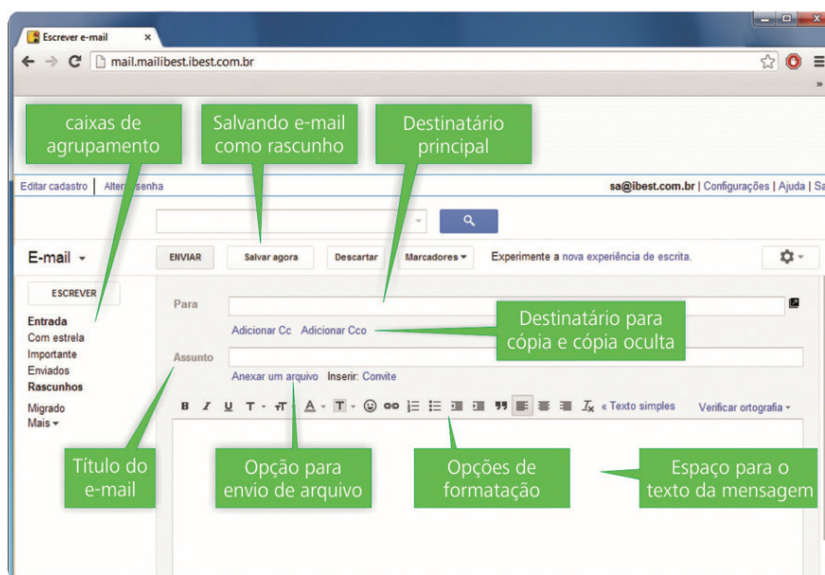 Escrever e-mail
mail.mailibest.ibest.com.br
caixas de
agrupamento
Salvando e-mail
como rascunho
Destinatário
principal
Editar cadastro | senha
sa@ibest.com.br | Configurações | Ajuda |
E-mail
ENVIAR Salvar agora Descartar Marcadores Experimente a nova experiência de escrita.
ESCREVER
Entrada
Com estrela
Importante
Enviados
Rascunhos
Migrado
Mais
Para
Adicionar Cc Adicionar Cco
Destinatário para
cópia e cópia oculta
Assunto
Anexar um arquivo Inserir: Convite
B I U T T A T « Texto simples Verificar ortografia
Título do
e-mail
Opção para
envio de arquivo
Opções de
formatação
Espaço para o
texto da mensagem